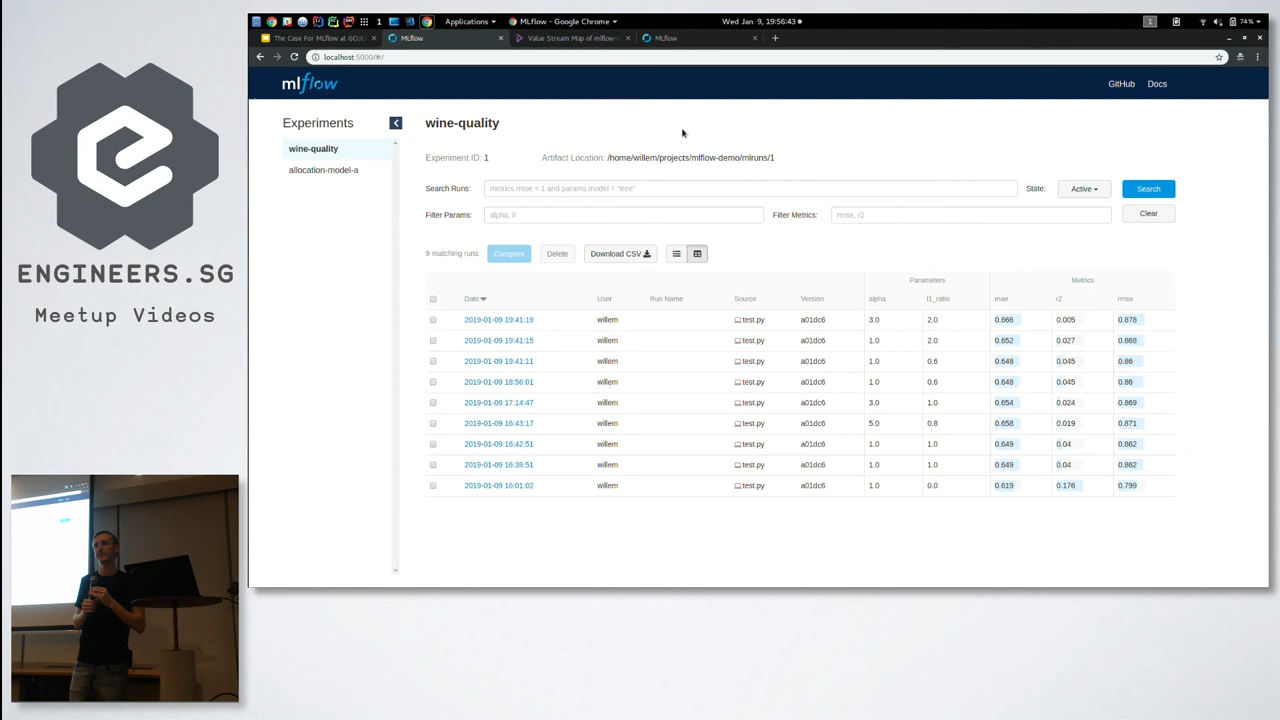 1
Applications
MLflow - Google Chrome
Wed Jan 9, 19:56:43
1
74%
The Case For MLflow at GOJE
MLflow
Value Stream Map of mlflow-
MLflow
localhost:5000/#/
mlflow
GitHub Docs
Experiments
wine-quality
allocation-model-a
wine-quality
Experiment ID: 1
Artifact Location: /home/willem/projects/mlflow-demo/mlruns/1
Search Runs: metrics.rmse < 1 and params.model = "tree" State: Active Search
Filter Params: alpha, lr Filter Metrics: rmse, r2 Clear
9 matching runs Compare Delete Download CSV
Parameters Metrics
Date User Run Name Source Version alpha l1_ratio mae r2 rmse
2019-01-09 19:41:19 willem test.py a01dc6 3.0 2.0 0.666 0.005 0.878
2019-01-09 19:41:15 willem test.py a01dc6 1.0 2.0 0.652 0.027 0.868
2019-01-09 19:41:11 willem test.py a01dc6 1.0 0.6 0.648 0.045 0.86
2019-01-09 18:56:01 willem test.py a01dc6 1.0 0.6 0.648 0.045 0.86
2019-01-09 17:14:47 willem test.py a01dc6 3.0 1.0 0.654 0.024 0.869
2019-01-09 16:43:17 willem test.py a01dc6 5.0 0.8 0.658 0.019 0.871
2019-01-09 16:42:51 willem test.py a01dc6 1.0 1.0 0.649 0.04 0.862
2019-01-09 16:39:51 willem test.py a01dc6 1.0 1.0 0.649 0.04 0.862
2019-01-09 16:01:02 willem test.py a01dc6 1.0 0.0 0.619 0.176 0.799
ENGINEERS.SG
Meetup Videos